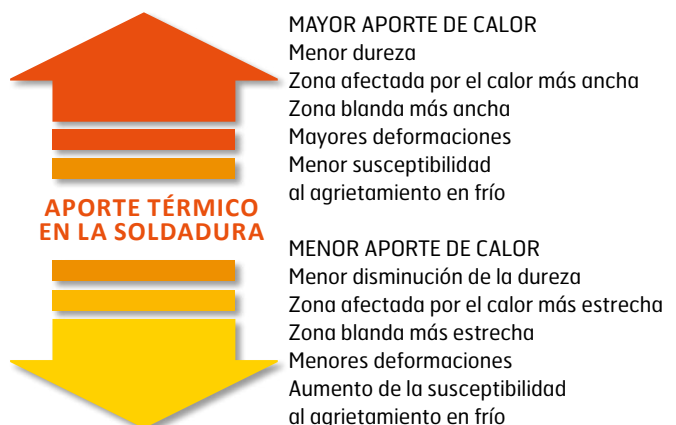 MAYOR APORTE DE CALOR
Menor dureza
Zona afectada por el calor más ancha
Zona blanda más ancha
Mayores deformaciones
Menor susceptibilidad
al agrietamiento en frío
APORTE TÉRMICO
EN LA SOLDADURA
MENOR APORTE DE CALOR
Menor disminución de la dureza
Zona afectada por el calor más estrecha
Zona blanda más estrecha
Menores deformaciones
Aumento de la susceptibilidad
al agrietamiento en frío